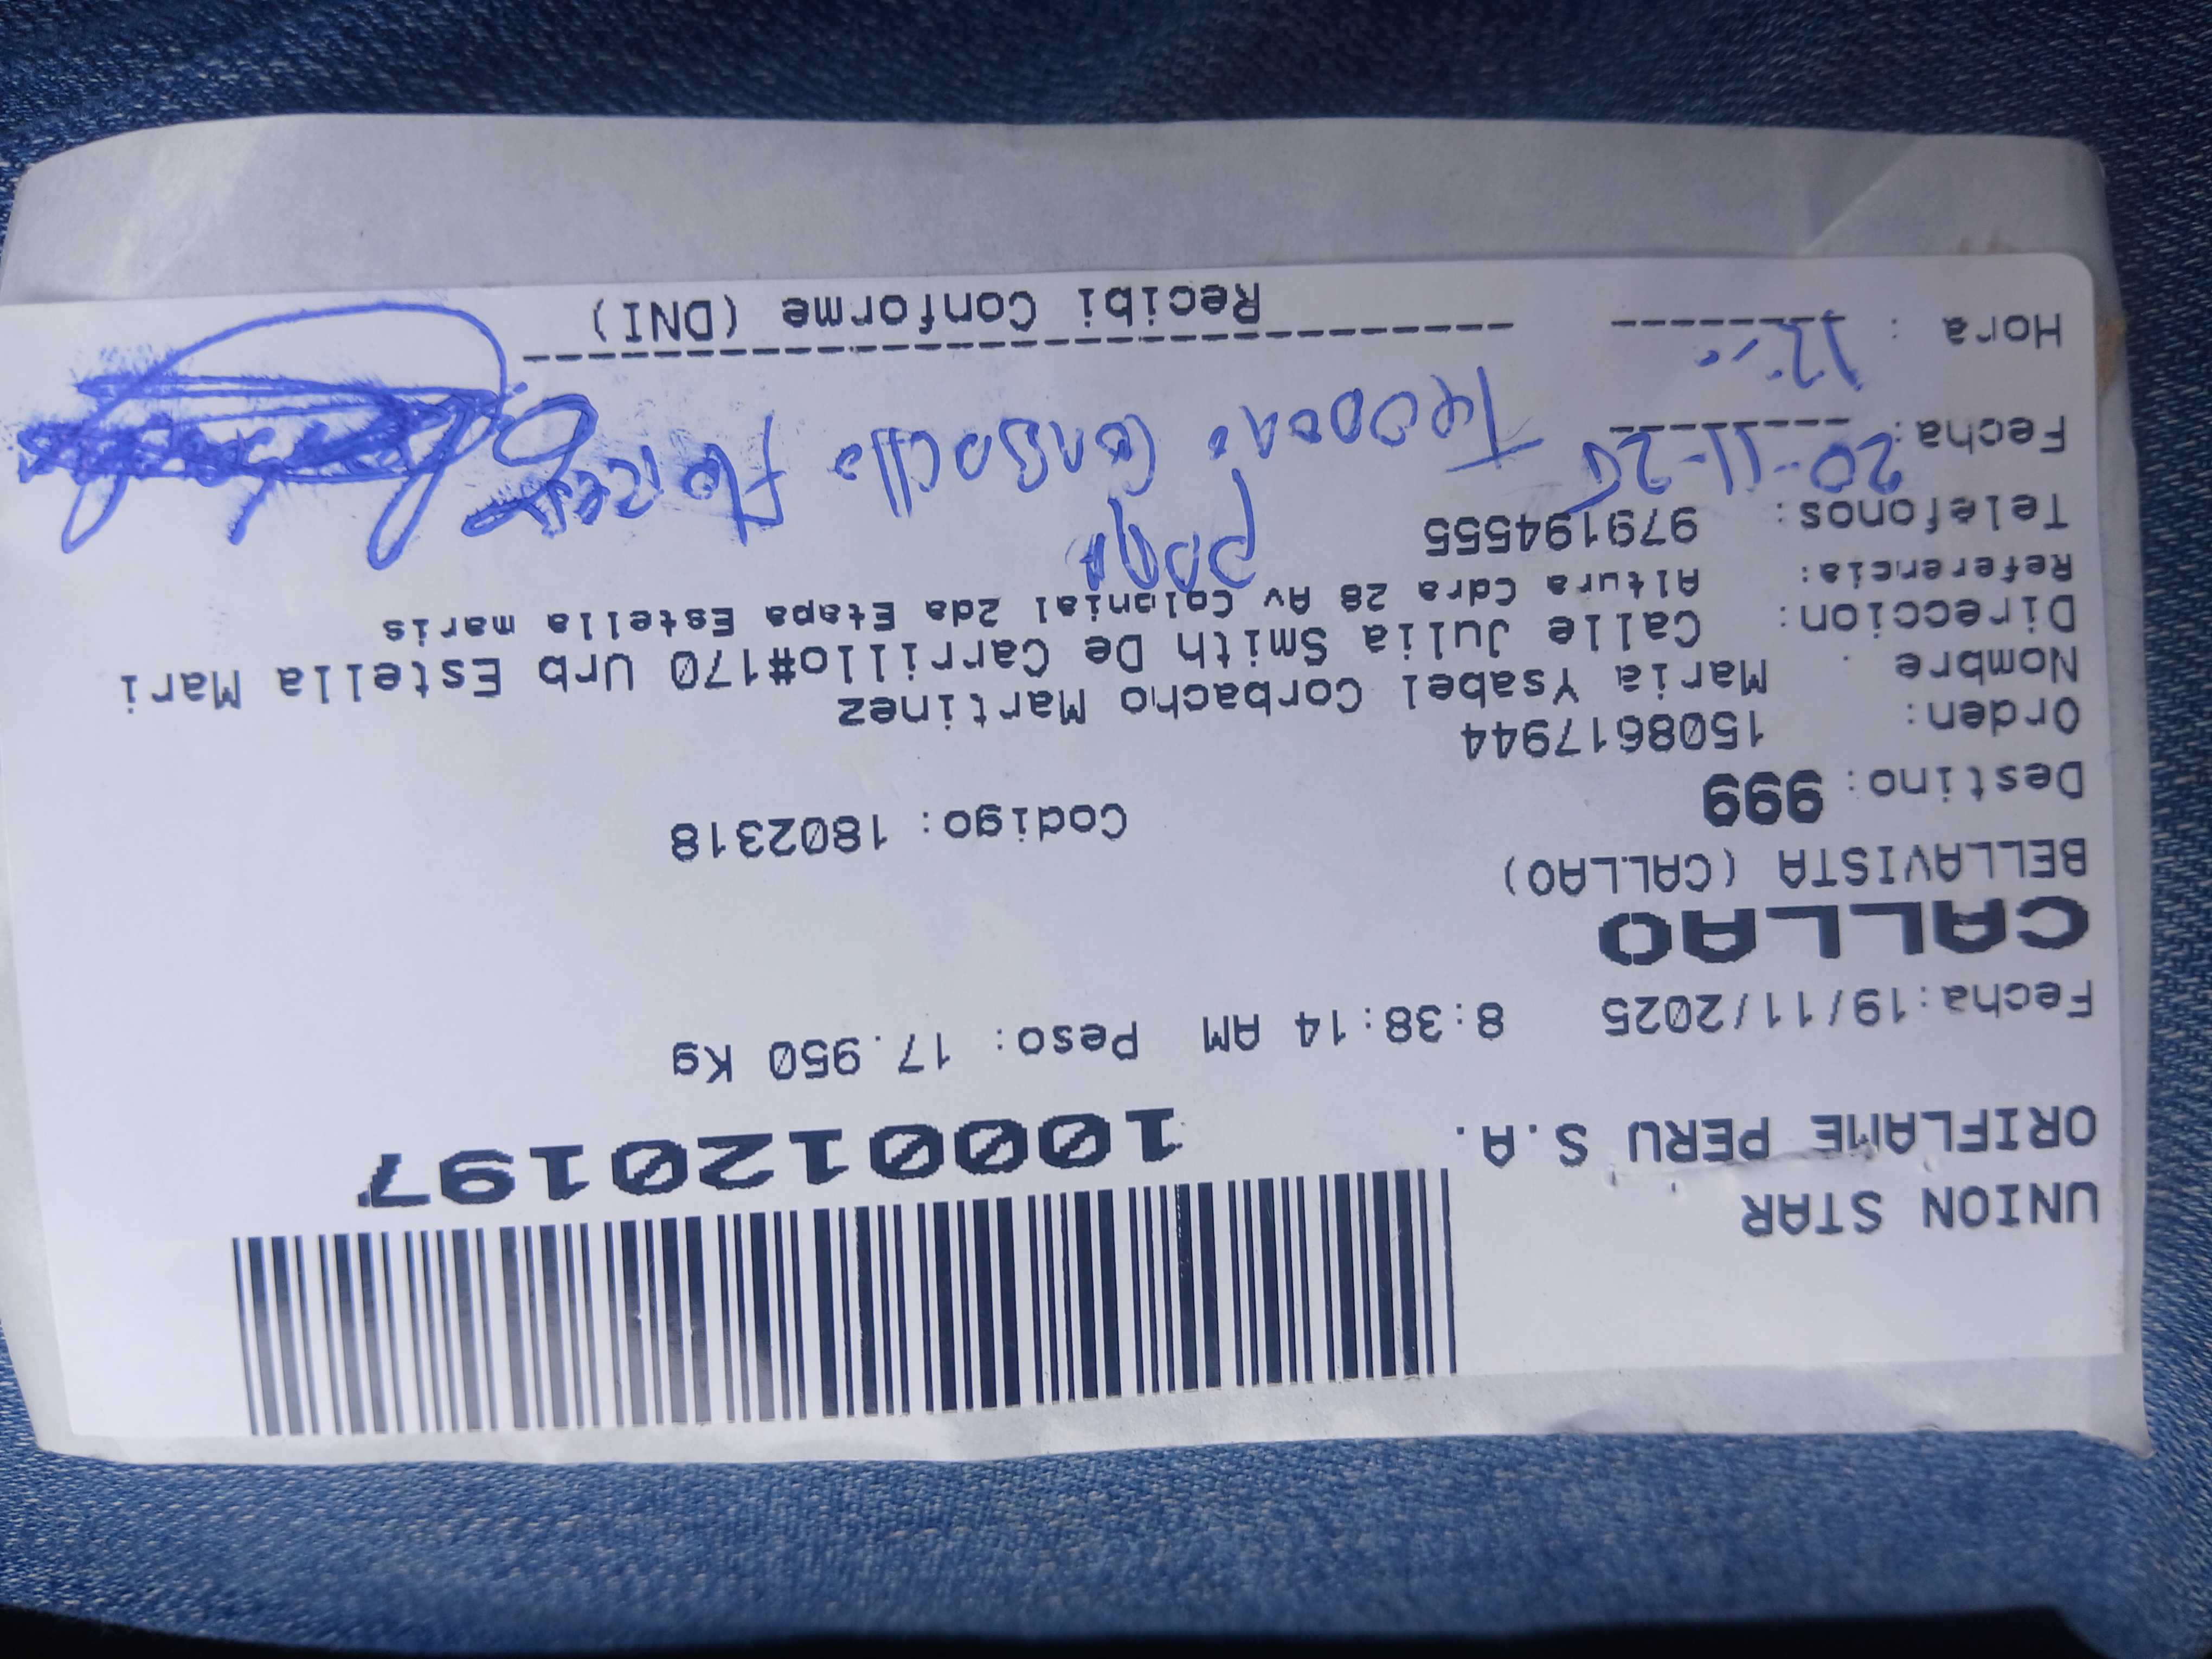 UNION STAR
ORIFLAME PERU S.A.
1000120197
Fecha:19/11/2025 8:38:14 AM Peso: 17.950 Kg
CALLAO
BELLAVISTA (CALLAO)
Destino: 999 Codigo: 1802318
Orden: 1508617944
Nombre . Maria Ysabel Corbacho Martinez
Direccion: Calle Julia Smith De Carrillo#170 Urb Estella Mari
Referencia: Altura Cdra 28 Av Colonial 2da Etapa Estella maris
Telefonos: 979194555
Fecha: 20-11-25
papá
Hora :
Recibi Conforme (DNI)